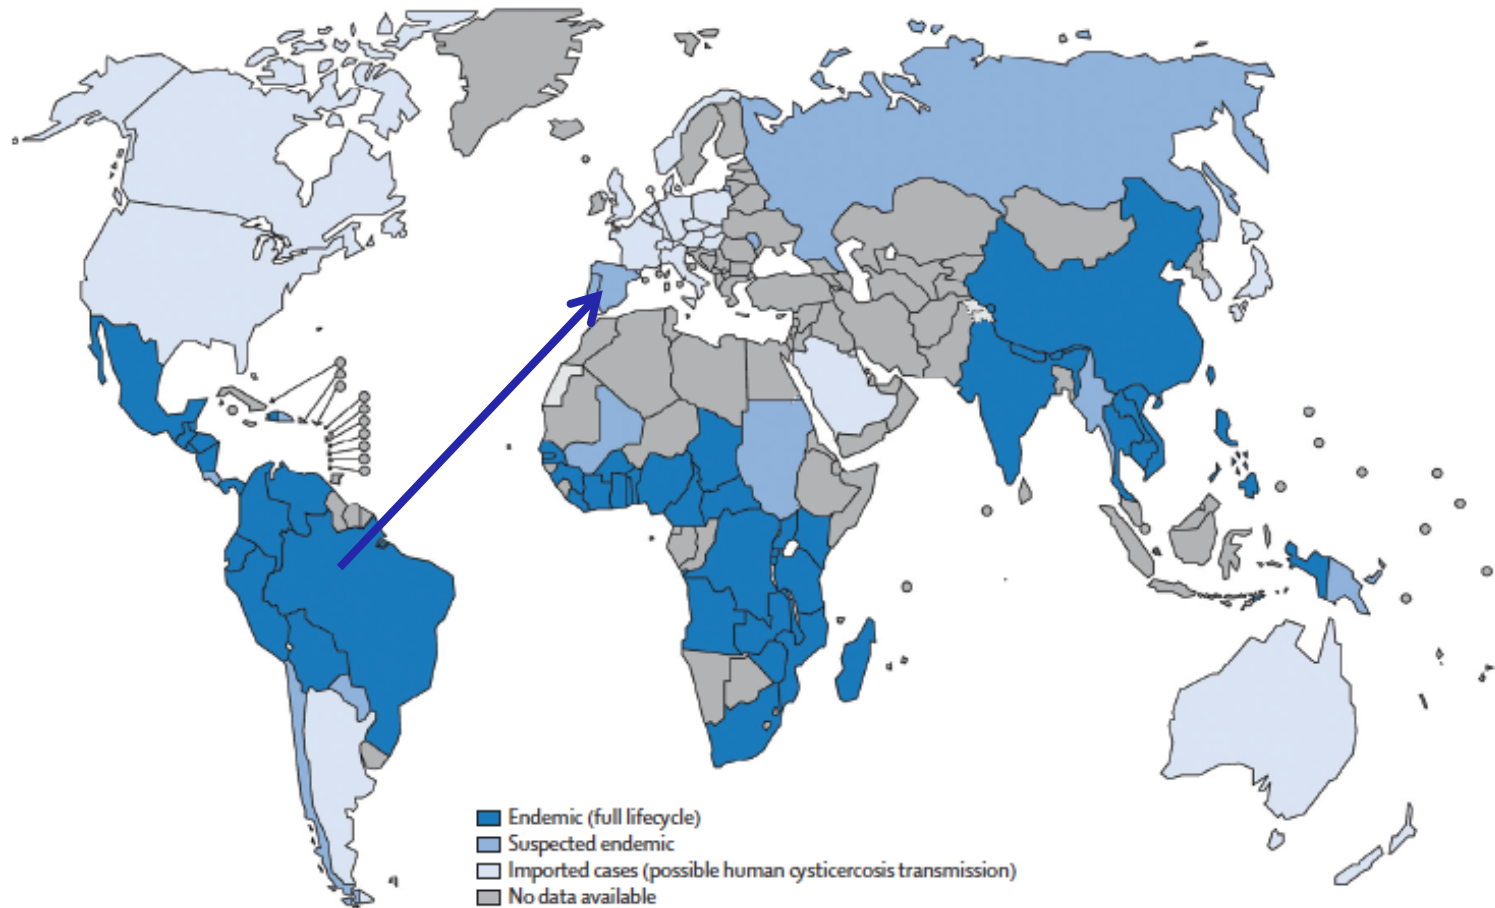 Endemic (full lifecycle)
Suspected endemic
Imported cases (possible human cysticercosis transmission)
No data available